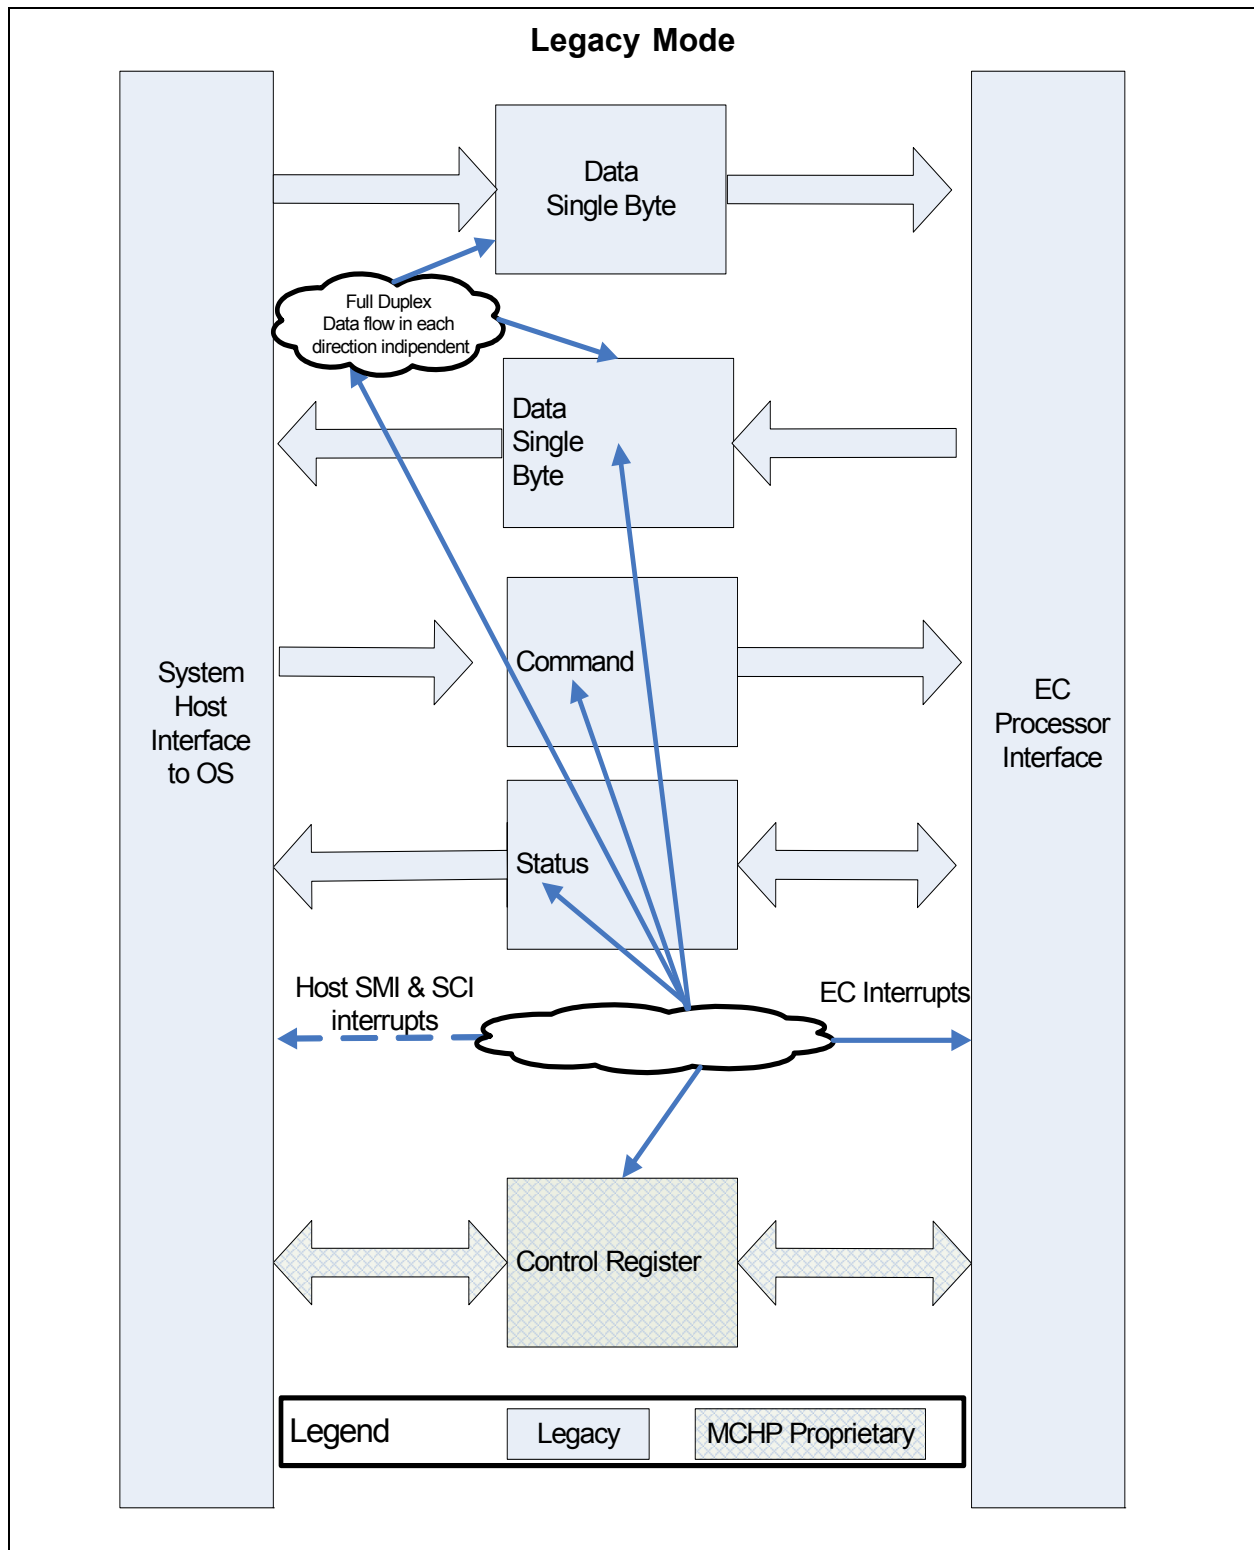 Legacy Mode
Data
Single Byte
Full Duplex
Data flow in each
direction indipendent
Data
Single
Byte
System
Host
Interface
to OS
Command
EC
Processor
Interface
Status
Host SMI & SCI
interrupts
EC Interrupts
Control Register
Legend
Legacy
MCHP Proprietary